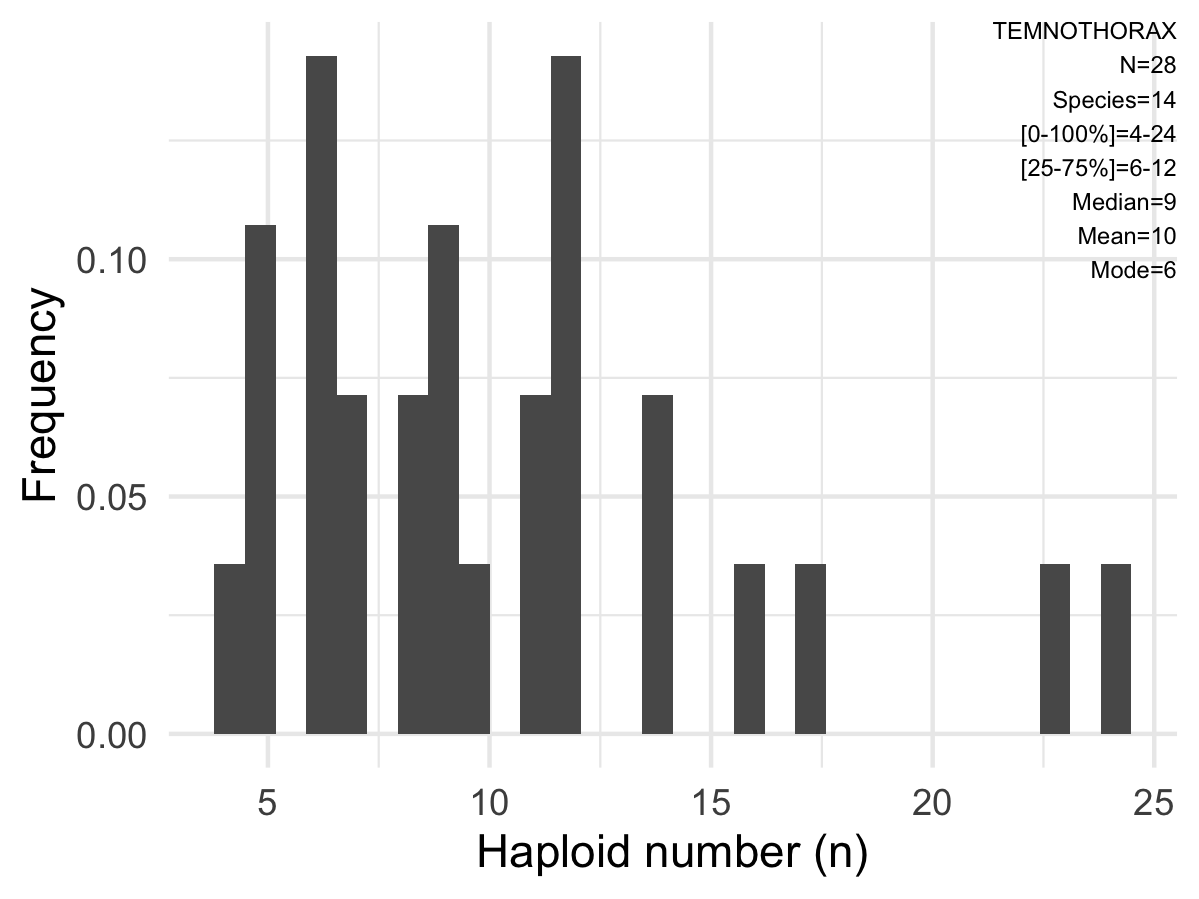 TEMNOTHORAX
N=28
Species=14
[0-100%]=4-24
[25-75%]=6-12
Median=9
Mean=10
Mode=6
Frequency
0.10
0.05
0.00
5 10 15 20 25
Haploid number (n)